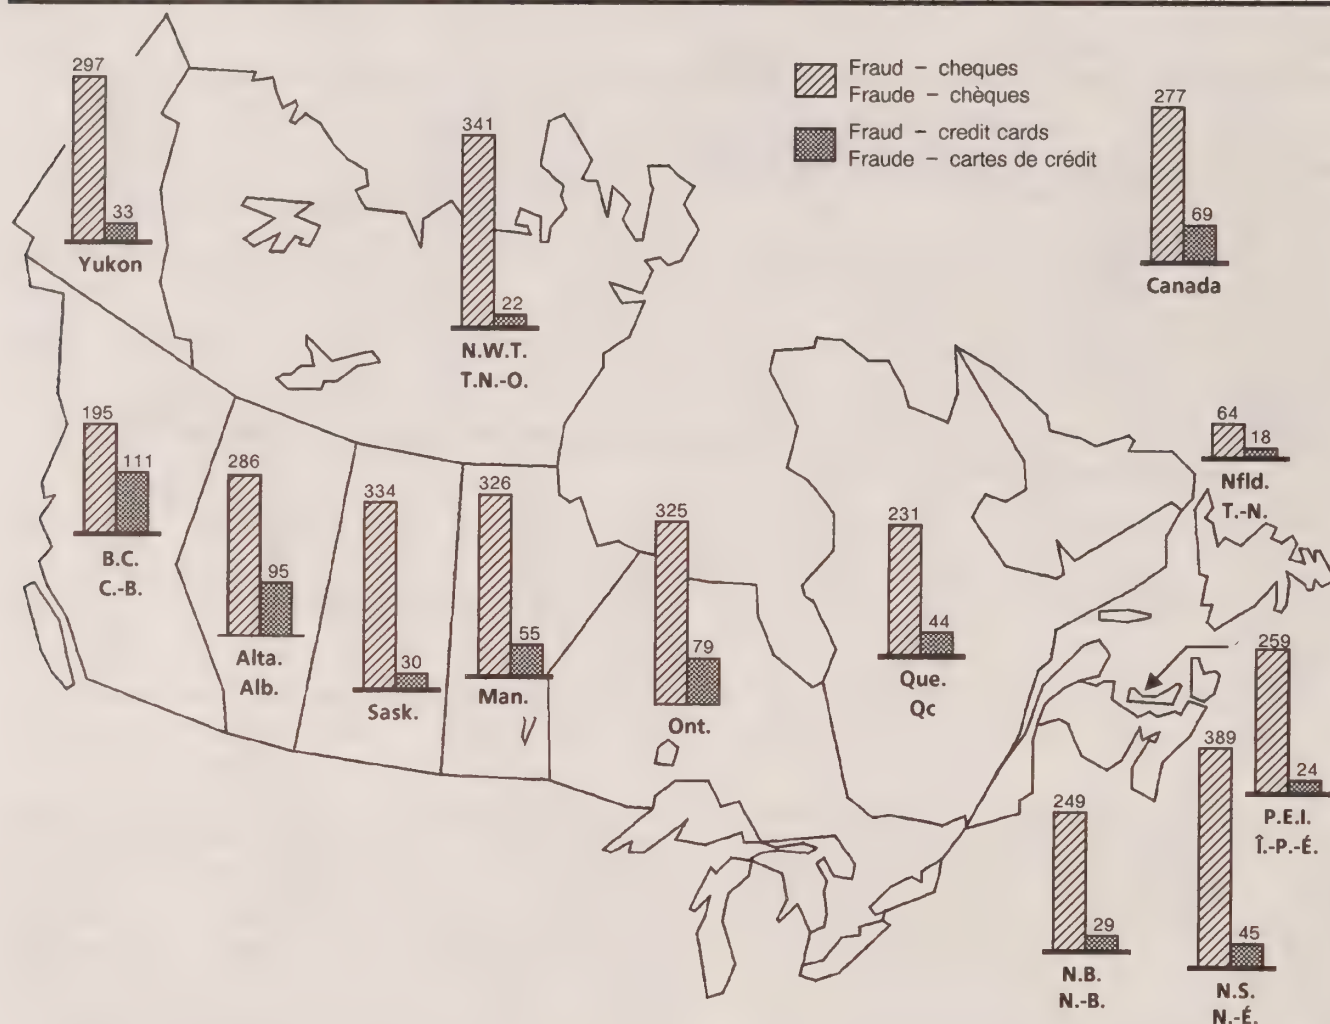 Fraud – cheques
Fraude – chèques
Fraud – credit cards
Fraude – cartes de crédit
277
69
Canada
297
33
Yukon
341
22
N.W.T.
T.N.-O.
195
111
B.C.
C.-B.
286
95
Alta.
Alb.
334
30
Sask.
326
55
Man.
325
79
Ont.
231
44
Que.
Qc
64
18
Nfld.
T.-N.
259
24
P.E.I.
Î.-P.-É.
249
29
N.B.
N.-B.
389
45
N.S.
N.-É.